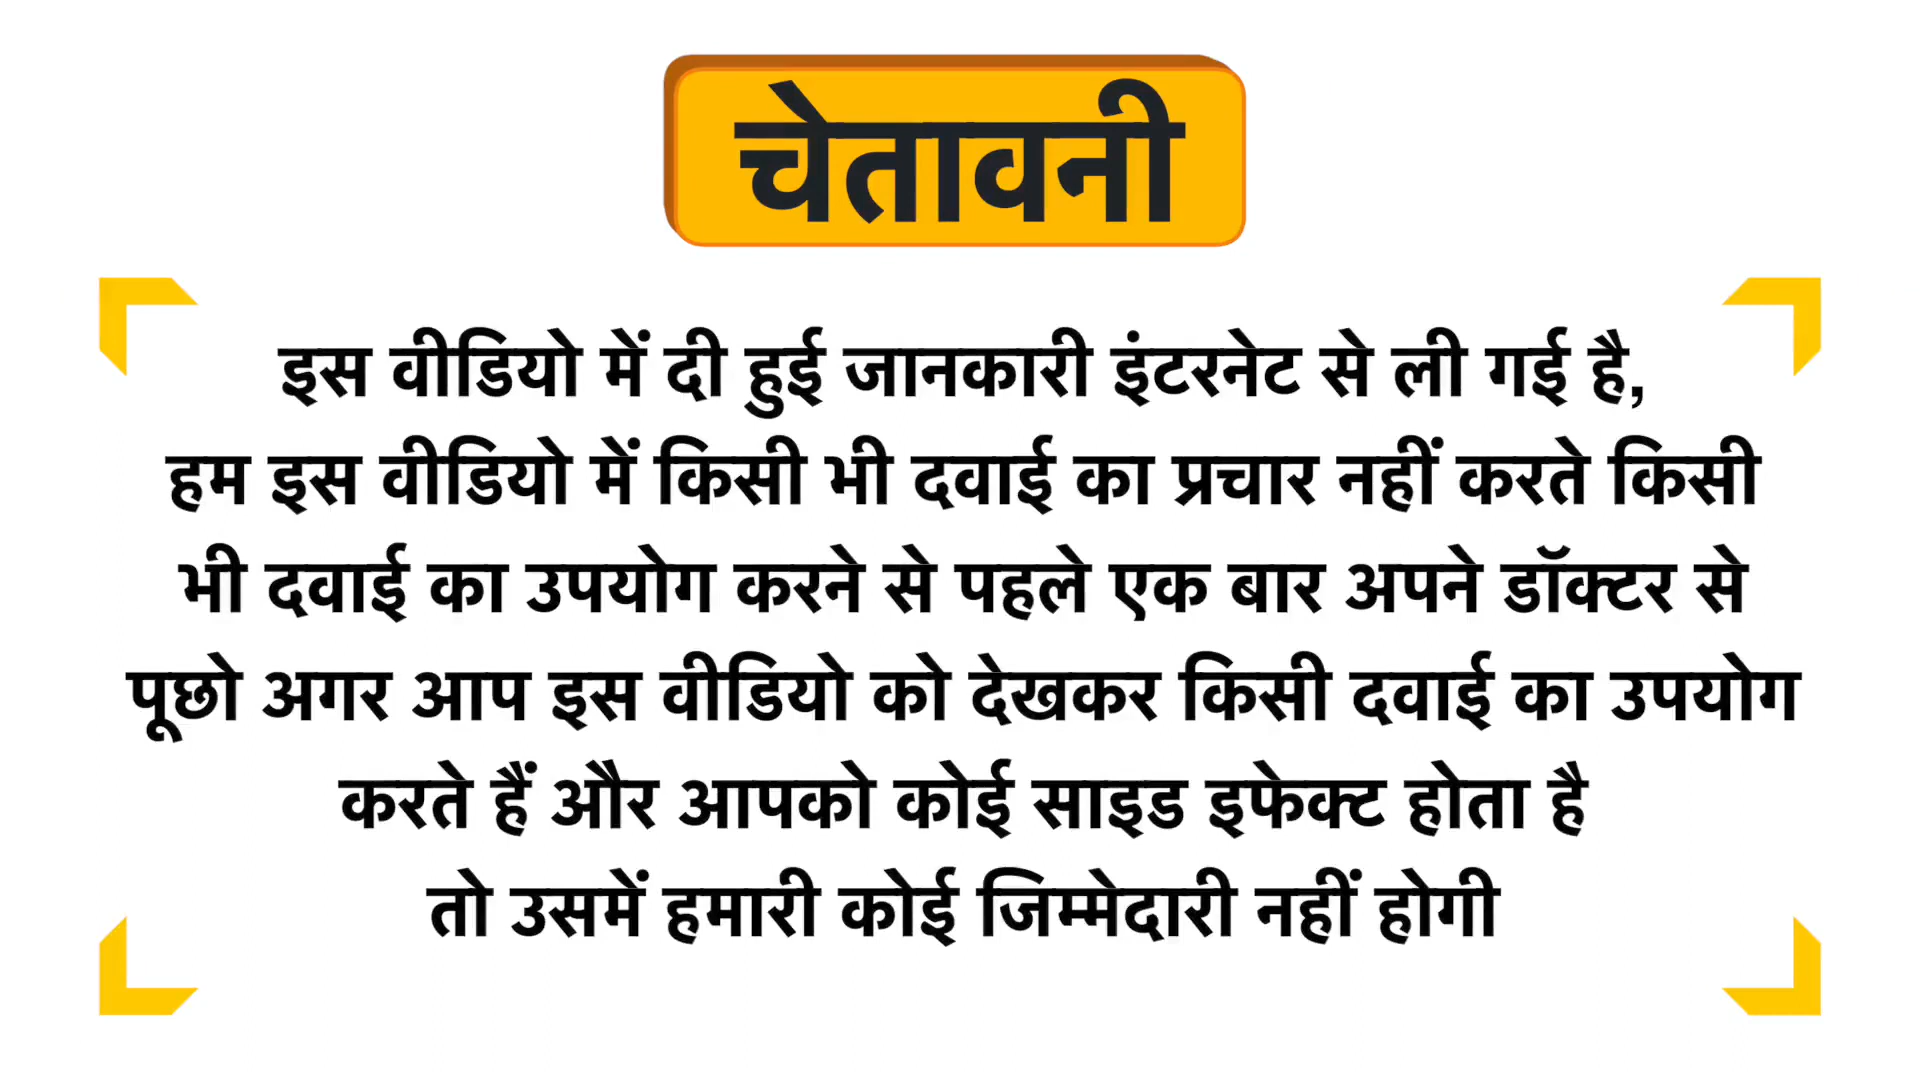 चेतावनी
इस वीडियो में दी हुई जानकारी इंटरनेट से ली गई है,
हम इस वीडियो में किसी भी दवाई का प्रचार नहीं करते किसी
भी दवाई का उपयोग करने से पहले एक बार अपने डॉक्टर से
पूछो अगर आप इस वीडियो को देखकर किसी दवाई का उपयोग
करते हैं और आपको कोई साइड इफेक्ट होता है
तो उसमें हमारी कोई जिम्मेदारी नहीं होगी